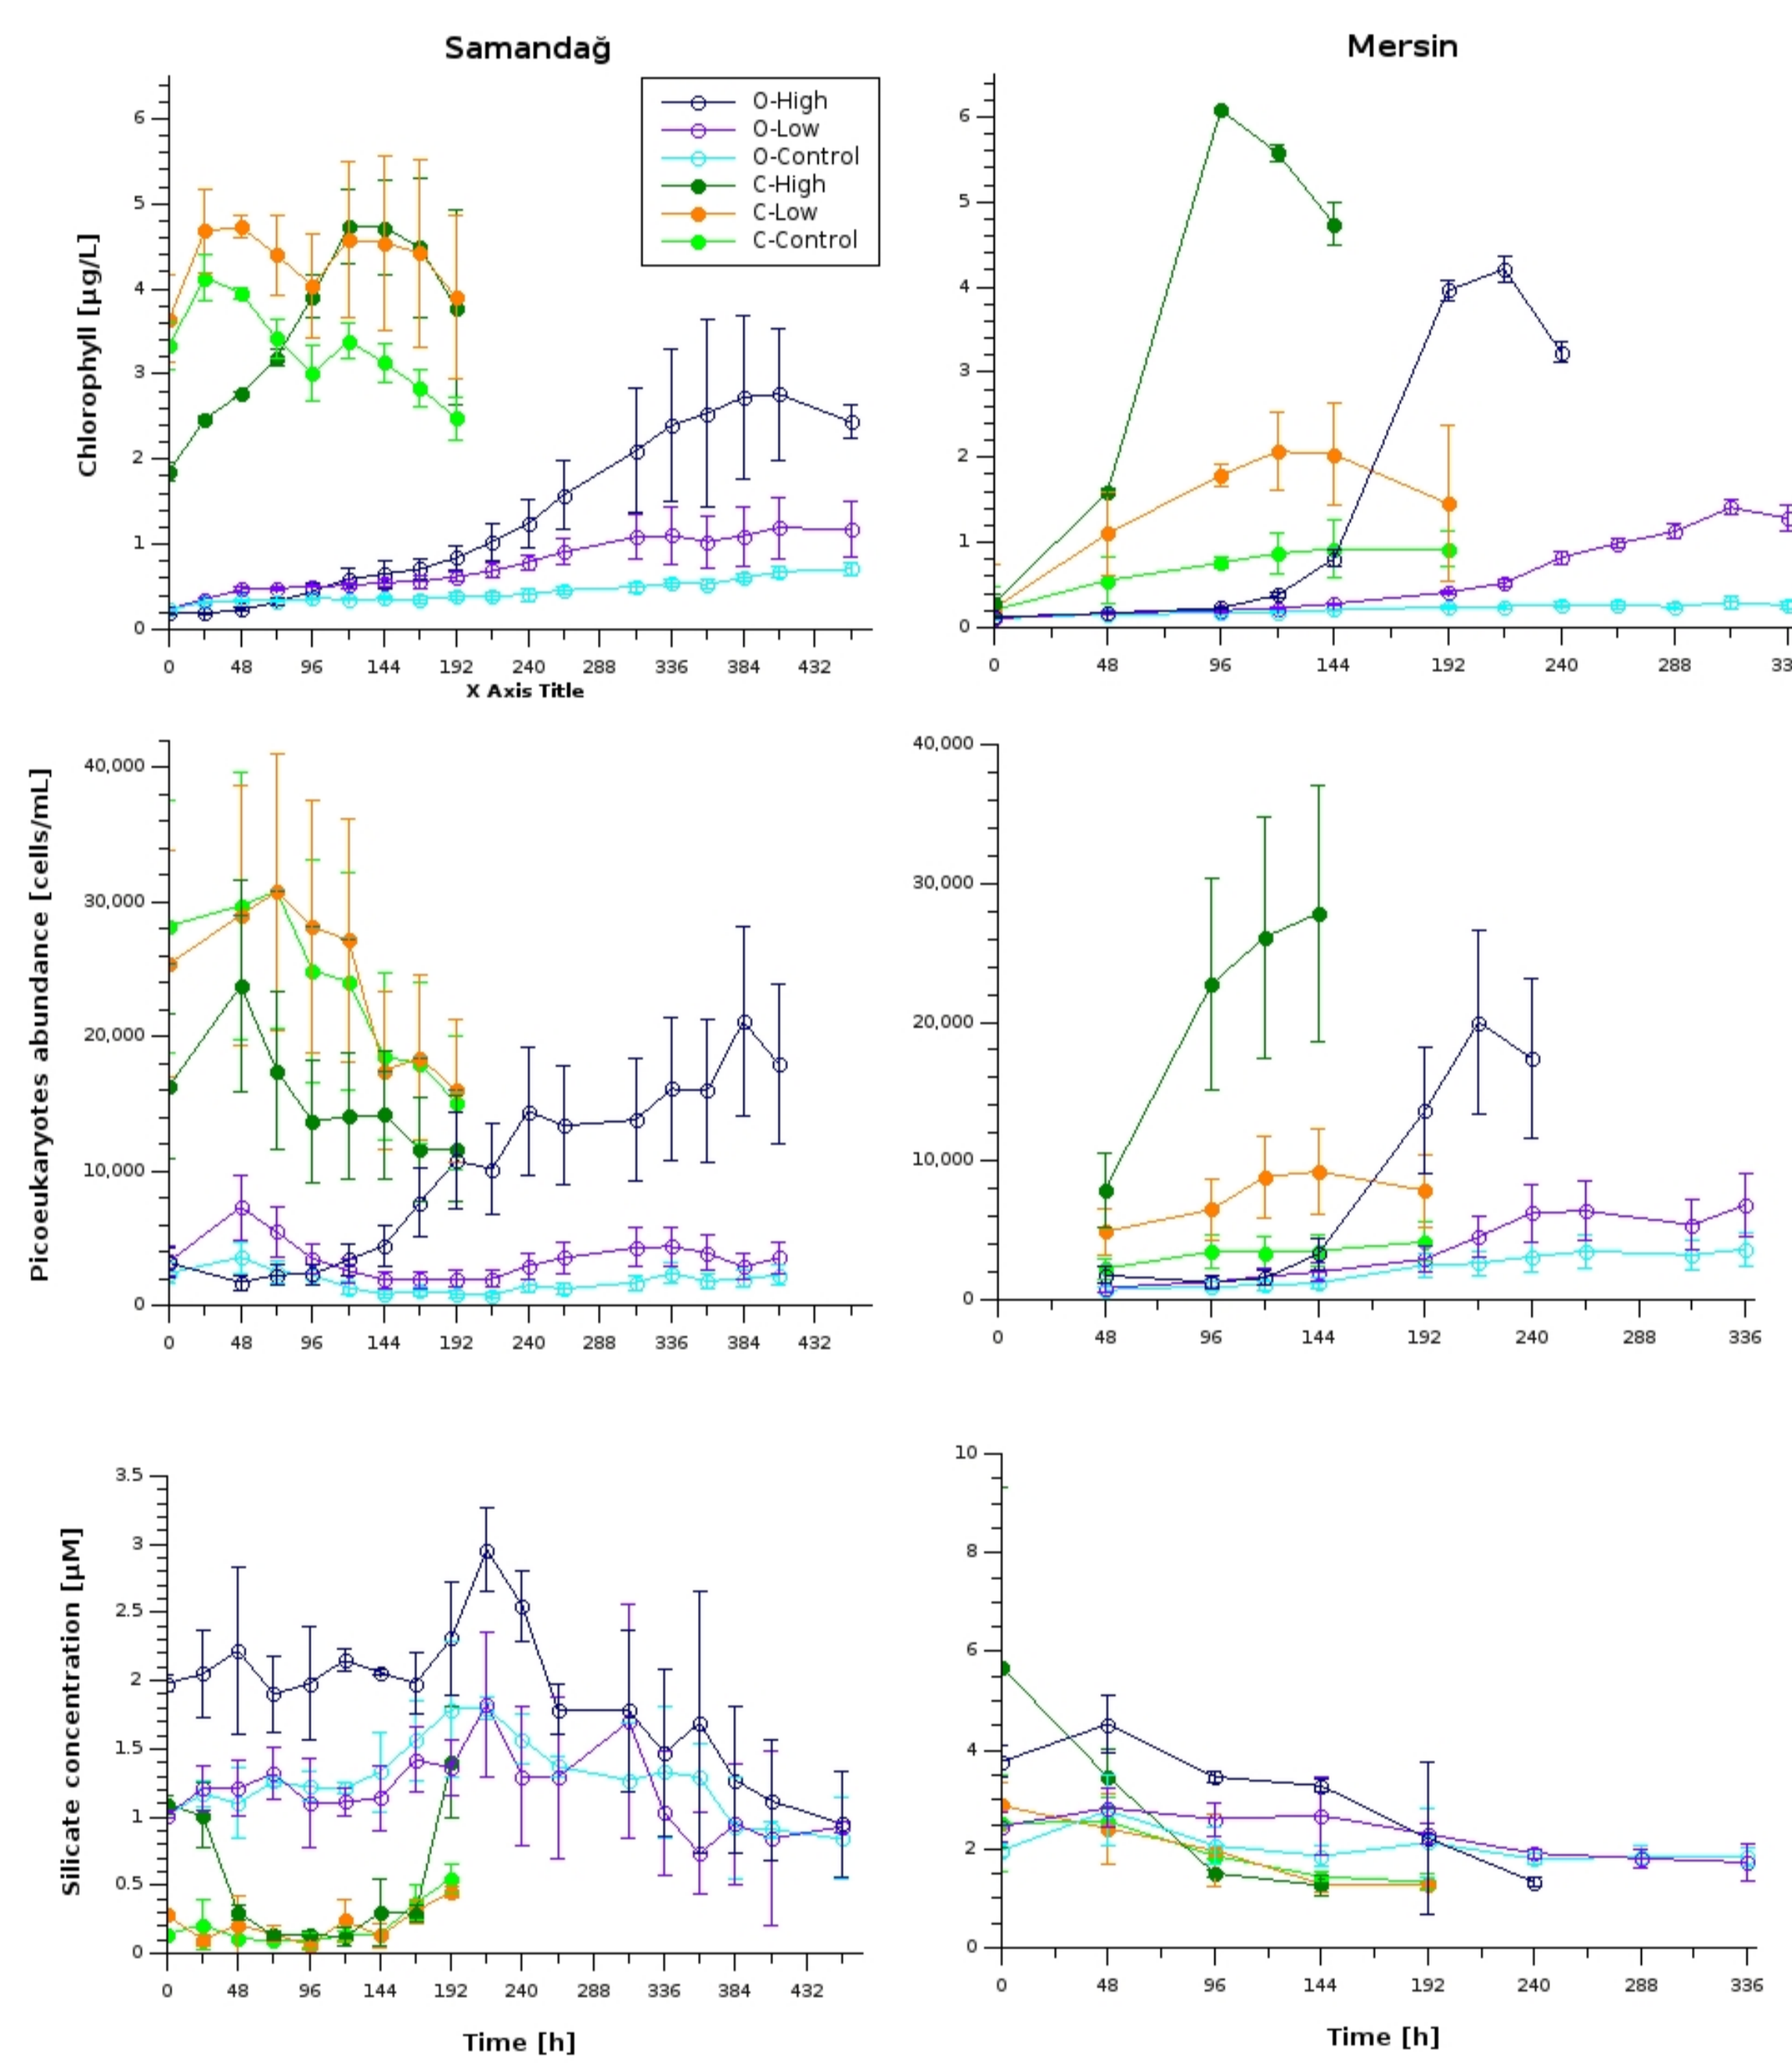 Samandağ
Mersin
O-High
O-Low
O-Control
C-High
C-Low
C-Control
Chlorophyll [µg/L]
6
5
4
3
2
1
0
0 48 96 144 192 240 288 336 384 432
X Axis Title
6
5
4
3
2
1
0
0 48 96 144 192 240 288 33
Picoeukaryotes abundance [cells/mL]
40,000
30,000
20,000
10,000
0
0 48 96 144 192 240 288 336 384 432
40,000
30,000
20,000
10,000
0
0 48 96 144 192 240 288 336
Silicate concentration [µM]
3.5
3
2.5
2
1.5
1
0.5
0
0 48 96 144 192 240 288 336 384 432
Time [h]
10
8
6
4
2
0
0 48 96 144 192 240 288 336
Time [h]